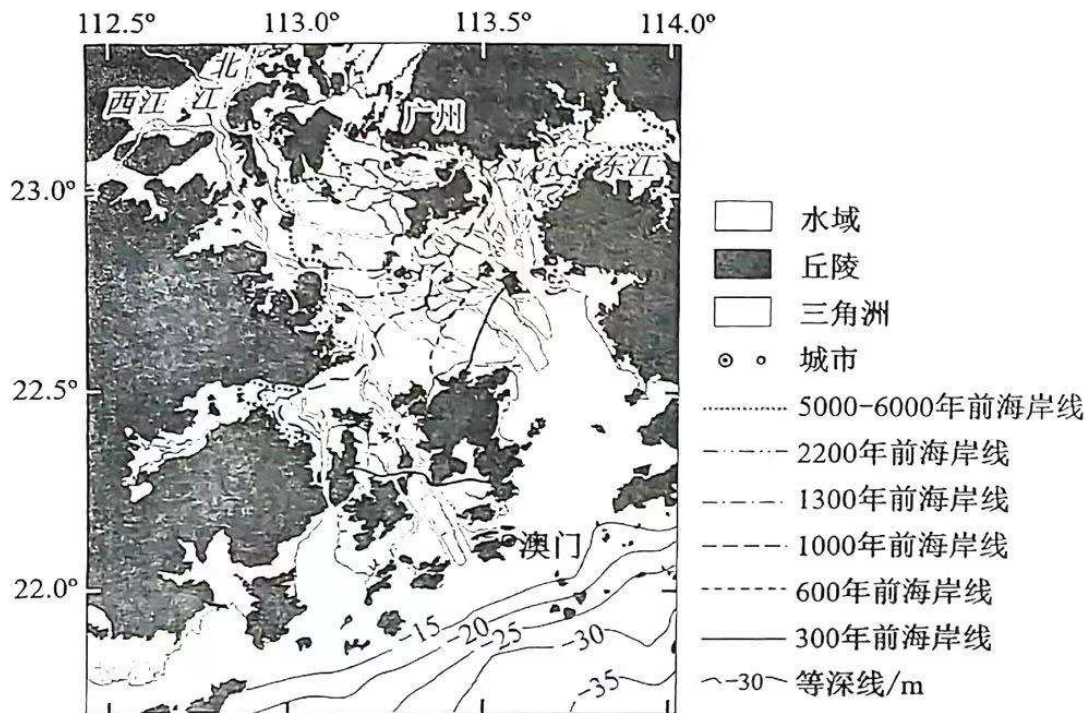 112.5°
113.0°
113.5°
114.0°
北
西江 江
广州
东江
23.0°
22.5°
22.0°
澳门
-15
-20
-25
-30
-35
水域
丘陵
三角洲
城市
5000-6000年前海岸线
2200年前海岸线
1300年前海岸线
1000年前海岸线
600年前海岸线
300年前海岸线
-30 等深线/m